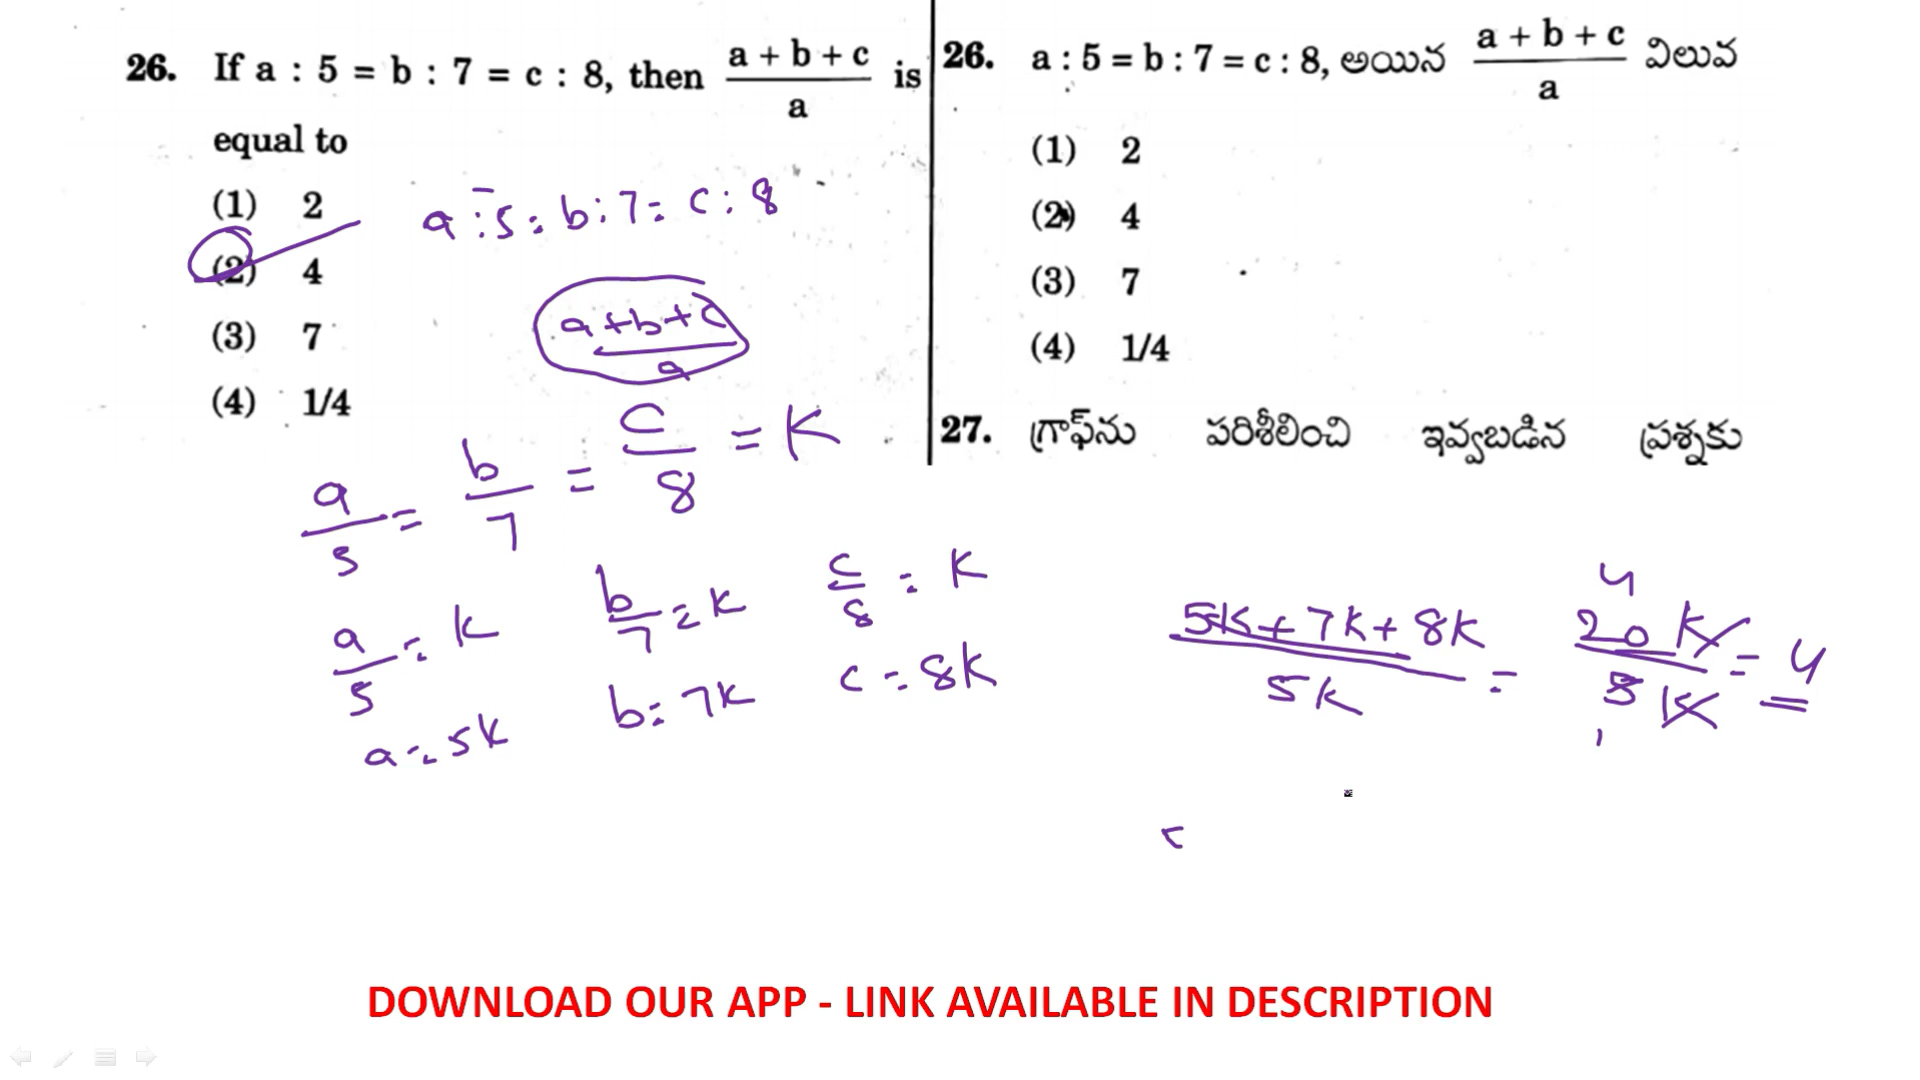 26. If a : 5 = b : 7 = c : 8, then (a + b + c)/a is
equal to
(1) 2
(2) 4
(3) 7
(4) 1/4
a : 5 = b : 7 = c : 8
a+b+c
a
a/5 = b/7 = c/8 = K
a/5 = K b/7 = K c/8 = K
a = 5K b = 7K c = 8K
26. a : 5 = b : 7 = c : 8, అయిన (a + b + c)/a విలువ
(1) 2
(2) 4
(3) 7
(4) 1/4
27. గ్రాఫ్‌ను పరిశీలించి ఇవ్వబడిన ప్రశ్నకు
4
(5K + 7K + 8K)/5K = 20K/5K = 4
1
DOWNLOAD OUR APP - LINK AVAILABLE IN DESCRIPTION